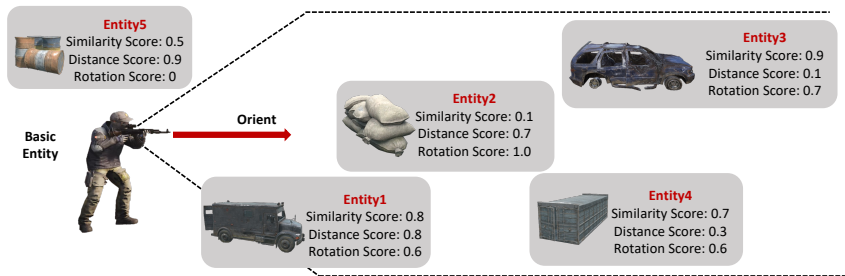 Entity5
Similarity Score: 0.5
Distance Score: 0.9
Rotation Score: 0
Basic
Entity
Orient
Entity2
Similarity Score: 0.1
Distance Score: 0.7
Rotation Score: 1.0
Entity3
Similarity Score: 0.9
Distance Score: 0.1
Rotation Score: 0.7
Entity1
Similarity Score: 0.8
Distance Score: 0.8
Rotation Score: 0.6
Entity4
Similarity Score: 0.7
Distance Score: 0.3
Rotation Score: 0.6